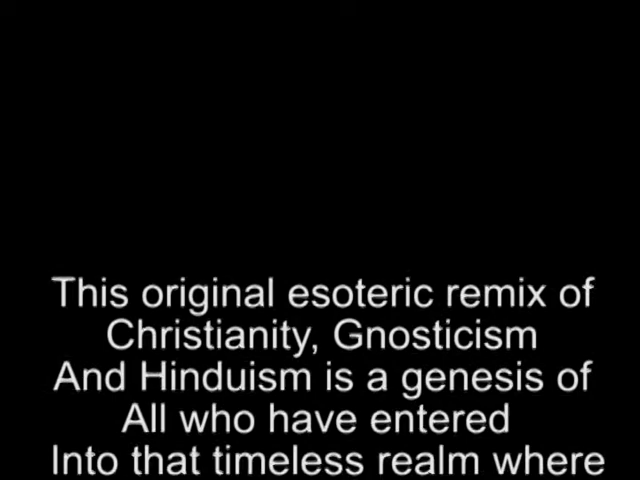 This original esoteric remix of
Christianity, Gnosticism
And Hinduism is a genesis of
All who have entered
Into that timeless realm where